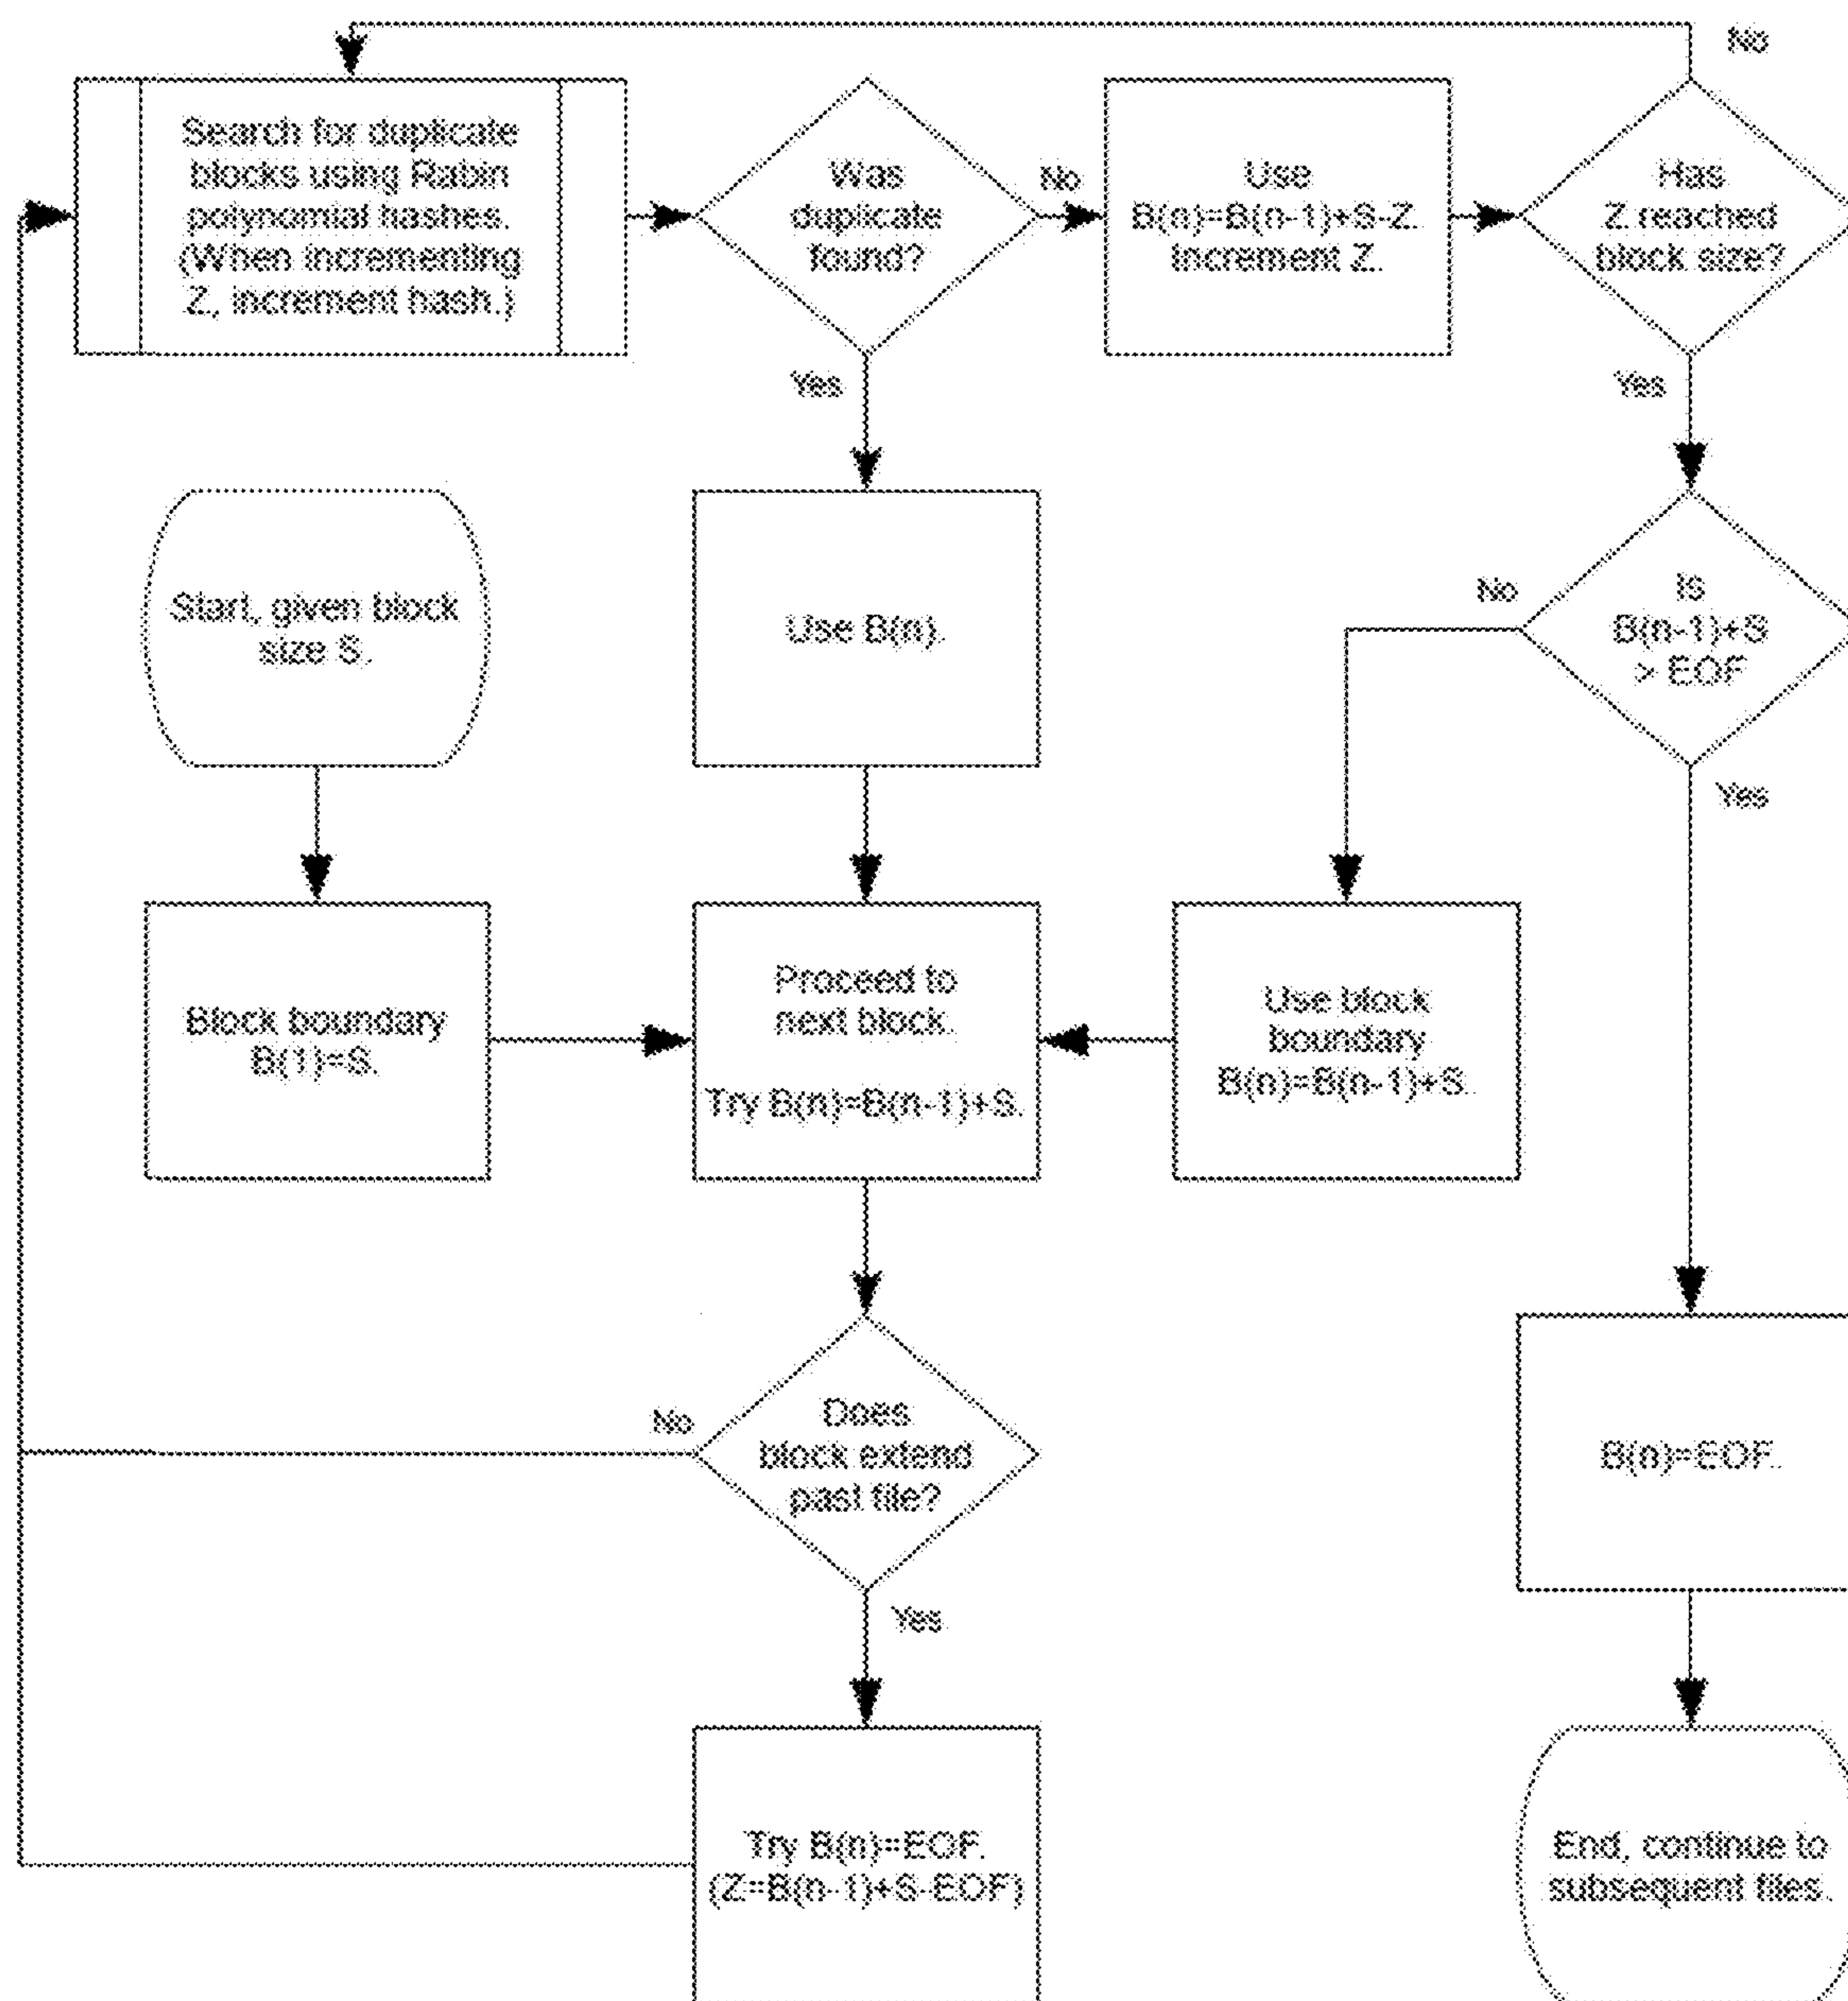 No
Search for duplicate
blocks using Rabin
polynomial hashes.
(When incrementing
Z, increment hash.)
Was
duplicate
found?
No
Use
B(n)=B(n-1)+S-Z.
Increment Z.
Has
Z reached
block size?
Yes
Yes
Start, given block
size S.
Use B(n).
No
Is
B(n-1)+S
> EOF
Yes
Block boundary
B(1)=S.
Proceed to
next block.
Try B(n)=B(n-1)+S.
Use block
boundary
B(n)=B(n-1)+S.
No
Does
block extend
past file?
Yes
B(n)=EOF.
Try B(n)=EOF.
(Z=B(n-1)+S-EOF)
End, continue to
subsequent files.